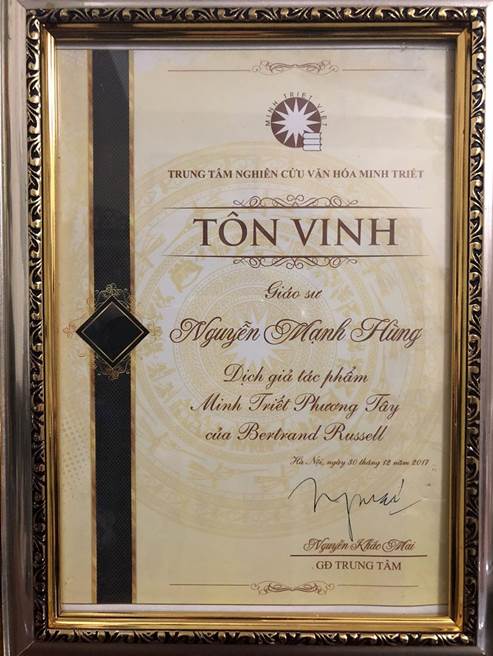 MINH TRIẾT VIỆT
TRUNG TÂM NGHIÊN CỨU VĂN HÓA MINH TRIẾT
TÔN VINH
Giáo sư
Nguyễn Mạnh Hùng
Dịch giả tác phẩm
Minh Triết Phương Tây
của Bertrand Russell
Hà Nội, ngày 30 tháng 12 năm 2017
Nguyễn Khắc Mai
GĐ TRUNG TÂM